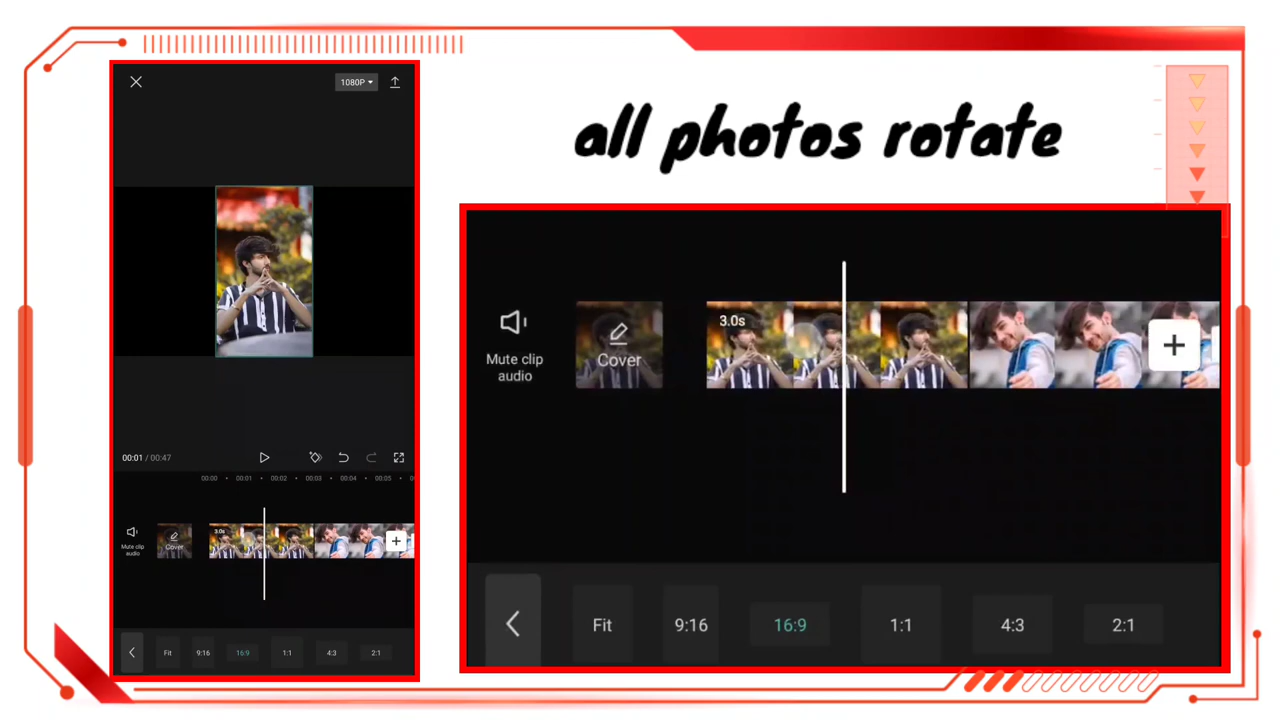 all photos rotate
1080P
00:01 / 00:47
00:00 00:01 00:02 00:03 00:04 00:05
Mute clip
audio
Cover
3.0s
Fit 9:16 16:9 1:1 4:3 2:1
Mute clip
audio
Cover
3.0s
Fit 9:16 16:9 1:1 4:3 2:1